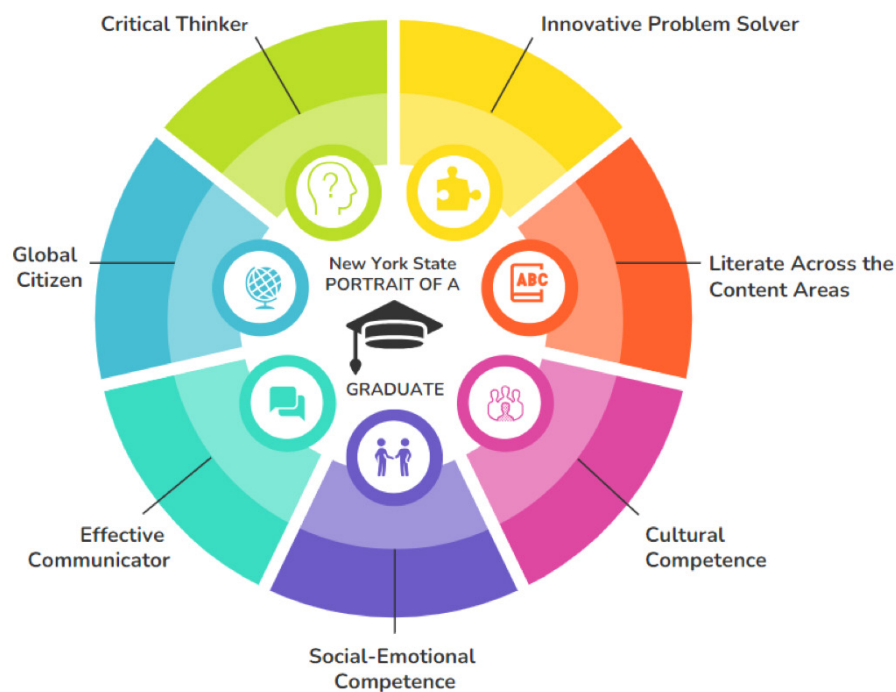 Critical Thinker
Innovative Problem Solver
Global
Citizen
New York State
PORTRAIT OF A
GRADUATE
ABC
Literate Across the
Content Areas
Effective
Communicator
Cultural
Competence
Social-Emotional
Competence
?